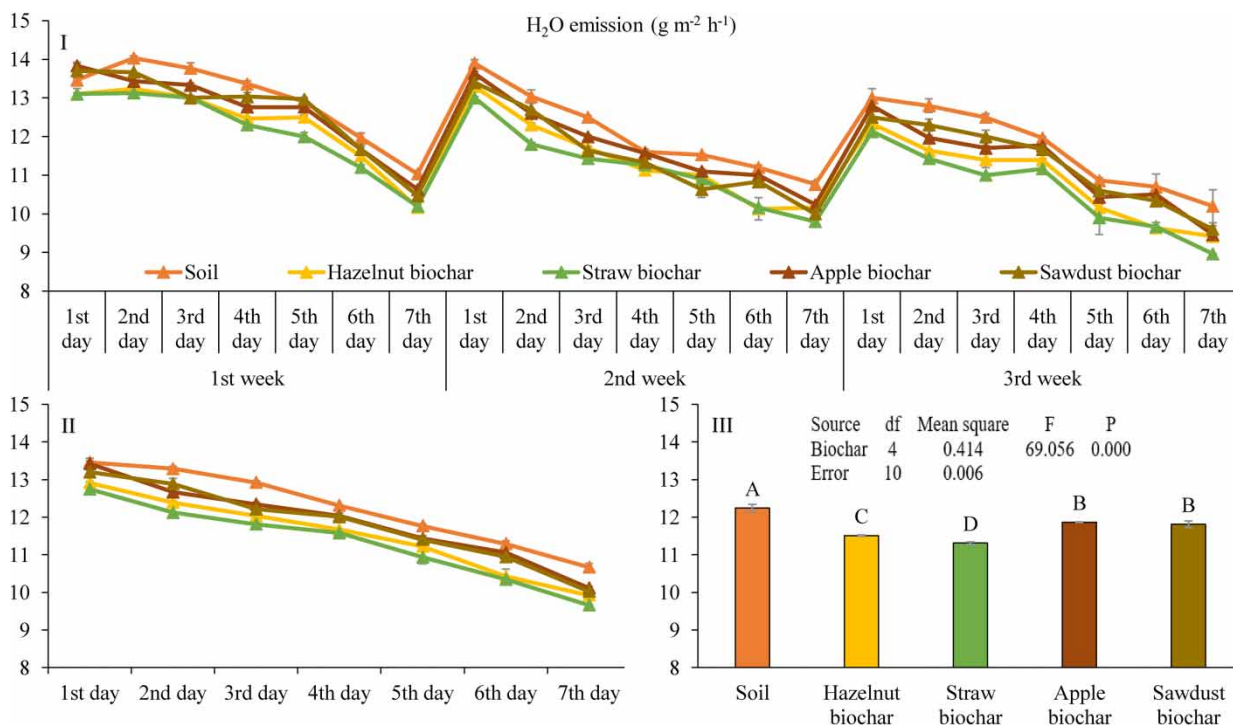 H₂O emission (g m⁻² h⁻¹)
I
15
14
13
12
11
10
9
8
Soil Hazelnut biochar Straw biochar Apple biochar Sawdust biochar
1st day 2nd day 3rd day 4th day 5th day 6th day 7th day 1st day 2nd day 3rd day 4th day 5th day 6th day 7th day 1st day 2nd day 3rd day 4th day 5th day 6th day 7th day
1st week 2nd week 3rd week
II
15
14
13
12
11
10
9
8
1st day 2nd day 3rd day 4th day 5th day 6th day 7th day
III
15
14
13
12
11
10
9
8
Source df Mean square F P
Biochar 4 0.414 69.056 0.000
Error 10 0.006
A C D B B
Soil Hazelnut biochar Straw biochar Apple biochar Sawdust biochar